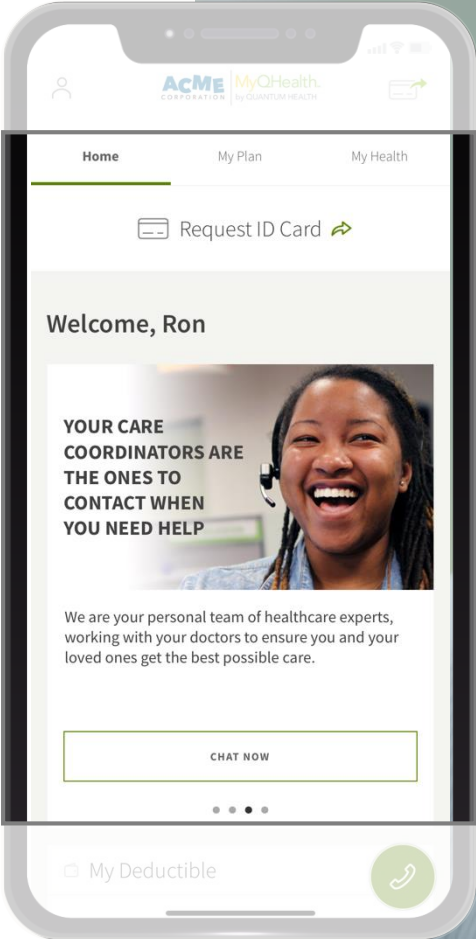 ACME
CORPORATION
MyQHealth.
by QUANTUM HEALTH
Home
My Plan
My Health
Request ID Card
Welcome, Ron
YOUR CARE
COORDINATORS ARE
THE ONES TO
CONTACT WHEN
YOU NEED HELP
We are your personal team of healthcare experts,
working with your doctors to ensure you and your
loved ones get the best possible care.
CHAT NOW
My Deductible